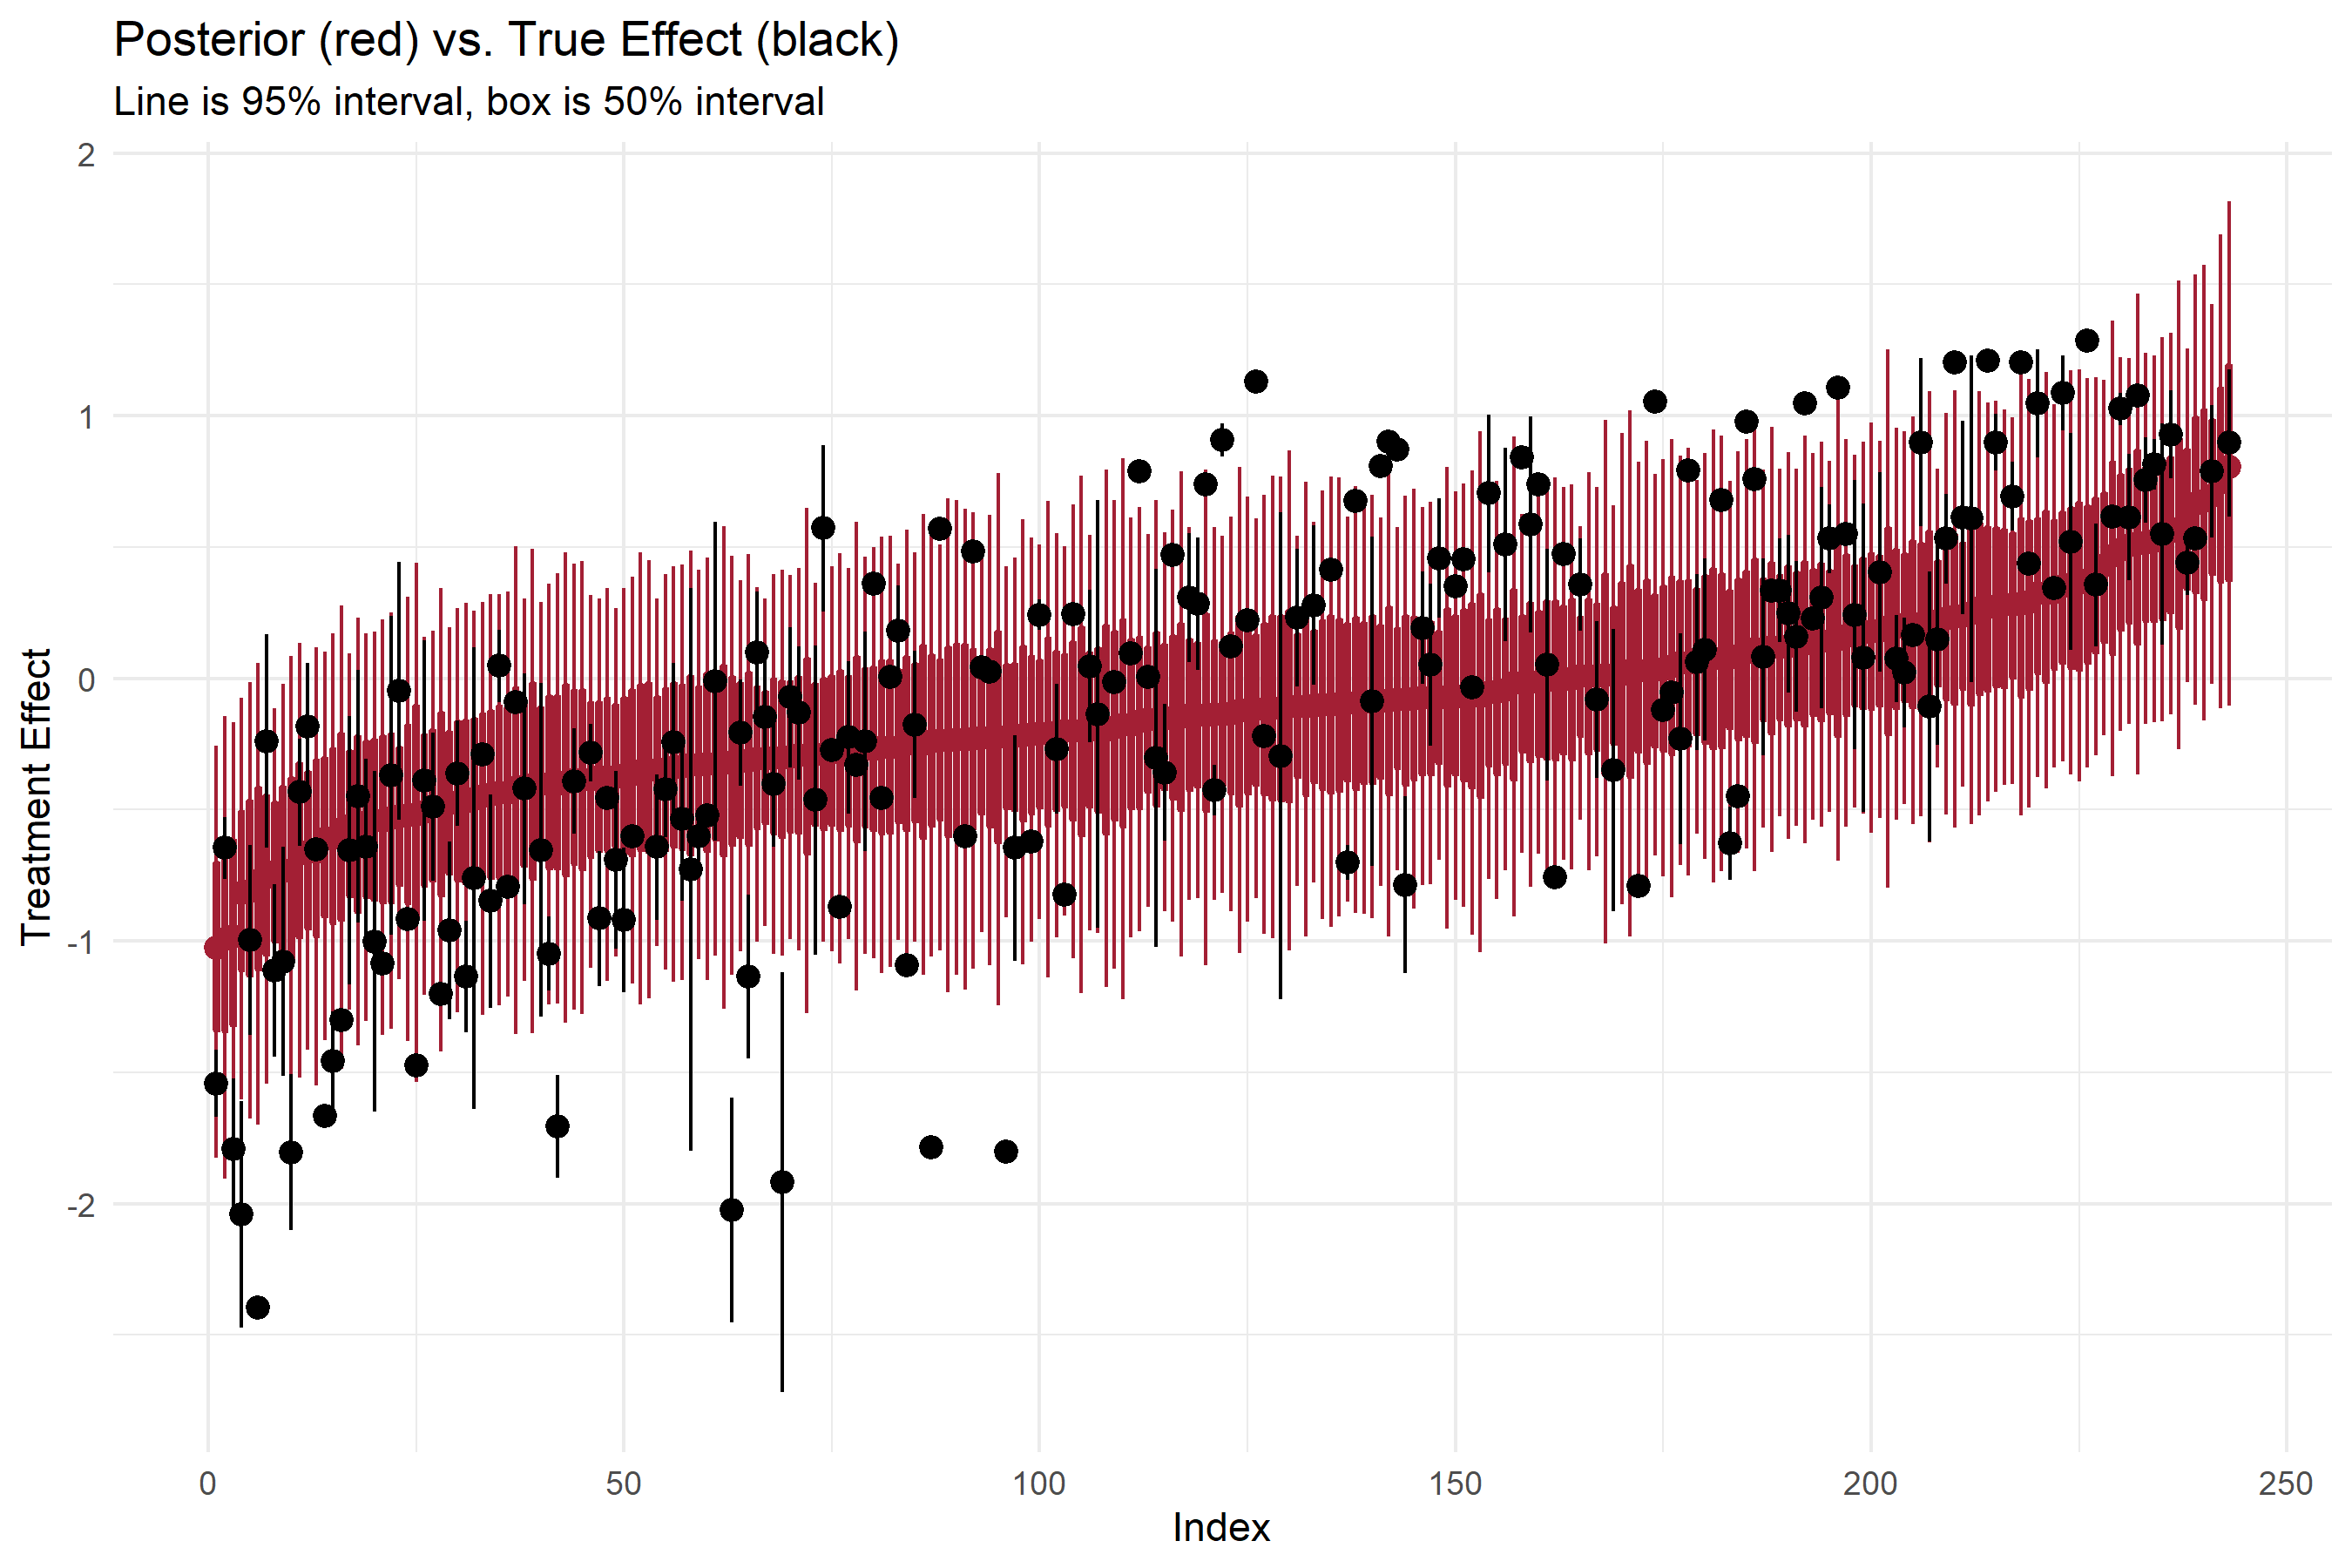 Posterior (red) vs. True Effect (black)
Line is 95% interval, box is 50% interval
Treatment Effect
2
1
0
-1
-2
0
50
100
150
200
250
Index